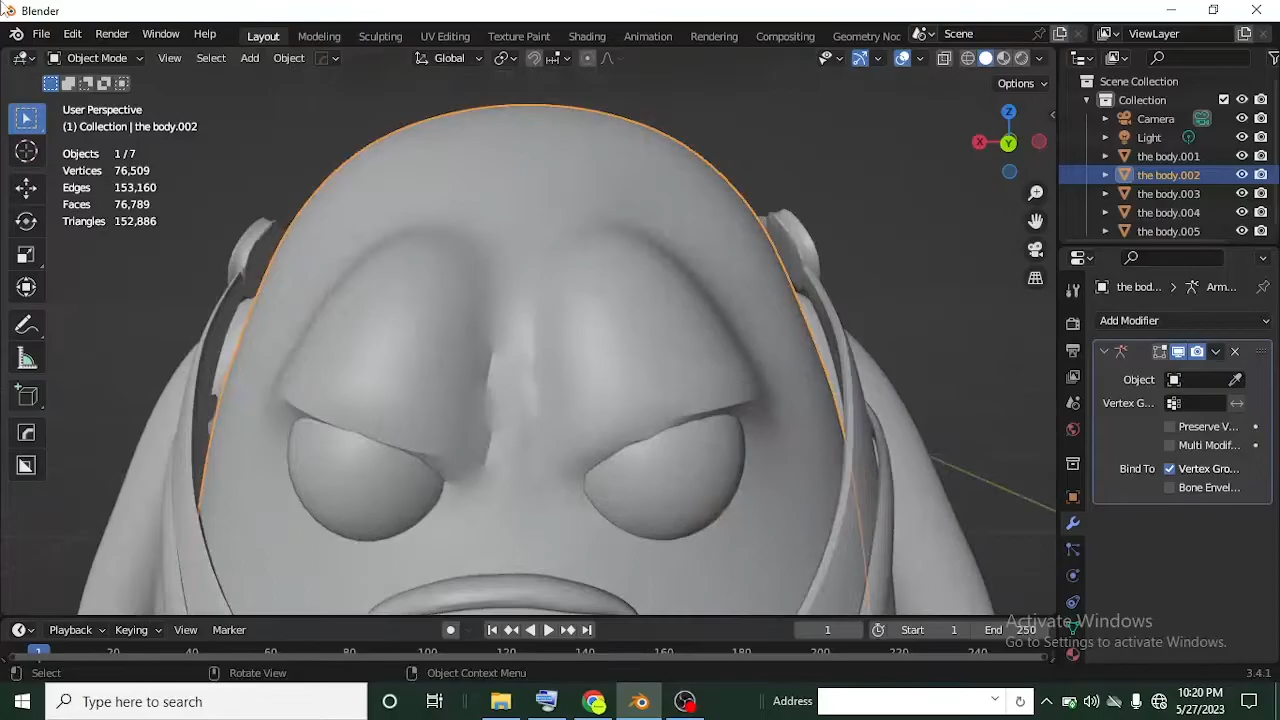 Blender
File Edit Render Window Help Layout Modeling Sculpting UV Editing Texture Paint Shading Animation Rendering Compositing Geometry Noc Scene ViewLayer
Object Mode View Select Add Object Global
Options
User Perspective
(1) Collection | the body.002
Objects 1/7
Vertices 76,509
Edges 153,160
Faces 76,789
Triangles 152,886
Z
X
Y
Scene Collection
Collection
Camera
Light
the body.001
the body.002
the body.003
the body.004
the body.005
the bod... > Arm...
Add Modifier
Object
Vertex G...
Preserve V...
Multi Modif...
Bind To Vertex Gro...
Bone Envel...
Playback Keying View Marker 1 Start 1 End 250
1 20 40 60 80 100 120 140 160 180 200 220 240
Activate Windows
Go to Settings to activate Windows.
Select Rotate View Object Context Menu 3.4.1
Type here to search Address 10:20 PM
5/27/2023